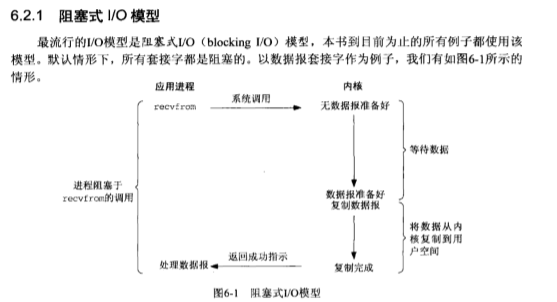 6.2.1 阻塞式 I/O 模型
最流行的I/O模型是阻塞式I/O（blocking I/O）模型，本书到目前为止的所有例子都使用该
模型。默认情形下，所有套接字都是阻塞的。以数据报套接字作为例子，我们有如图6-1所示的
情形。
应用进程
内核
recvfrom
系统调用
无数据报准备好
等待数据
进程阻塞于
recvfrom的调用
数据报准备好
复制数据报
将数据从内
核复制到用
户空间
处理数据报
返回成功指示
复制完成
图6-1 阻塞式I/O模型